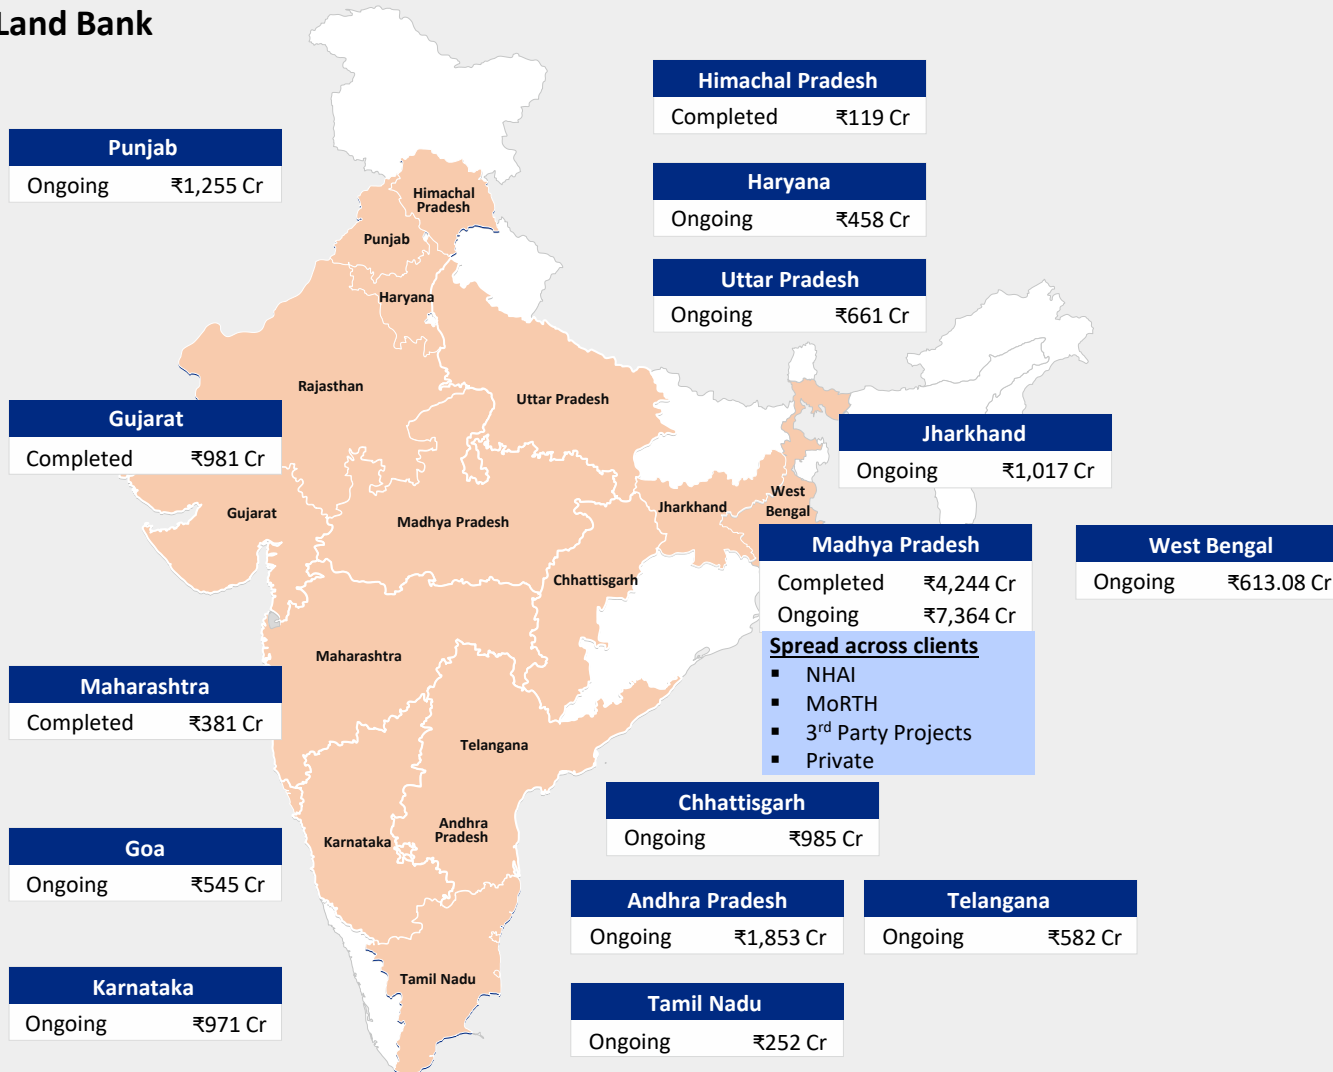 Land Bank
Himachal Pradesh
Completed ₹119 Cr
Punjab
Ongoing ₹1,255 Cr
Haryana
Ongoing ₹458 Cr
Uttar Pradesh
Ongoing ₹661 Cr
Gujarat
Completed ₹981 Cr
Jharkhand
Ongoing ₹1,017 Cr
Madhya Pradesh
Completed ₹4,244 Cr
Ongoing ₹7,364 Cr
Spread across clients
▪ NHAI
▪ MoRTH
▪ 3rd Party Projects
▪ Private
West Bengal
Ongoing ₹613.08 Cr
Maharashtra
Completed ₹381 Cr
Chhattisgarh
Ongoing ₹985 Cr
Goa
Ongoing ₹545 Cr
Andhra Pradesh
Ongoing ₹1,853 Cr
Telangana
Ongoing ₹582 Cr
Karnataka
Ongoing ₹971 Cr
Tamil Nadu
Ongoing ₹252 Cr
Himachal
Pradesh
Punjab
Haryana
Rajasthan
Uttar Pradesh
Gujarat
Madhya Pradesh
Jharkhand
West
Bengal
Chhattisgarh
Maharashtra
Telangana
Andhra
Pradesh
Karnataka
Tamil Nadu